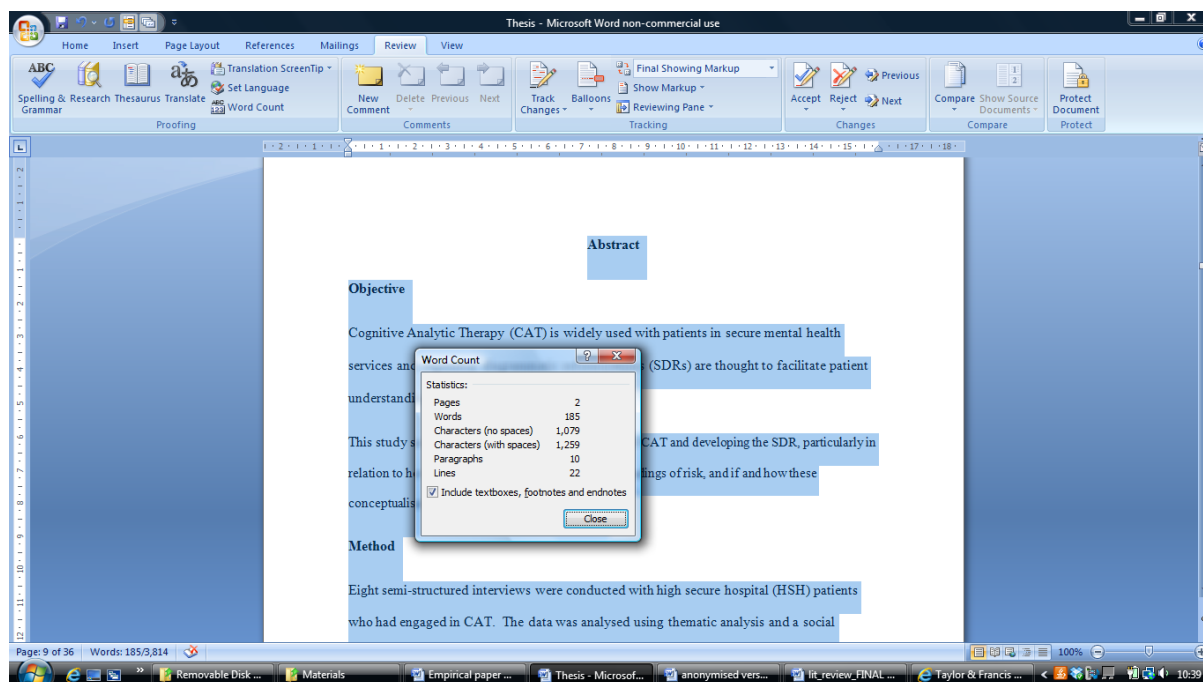 Thesis - Microsoft Word non-commercial use
Home Insert Page Layout References Mailings Review View
ABC Spelling & Grammar
Research
Thesaurus
Translate
Translation ScreenTip
Set Language
ABC 123 Word Count
Proofing
New Comment
Delete
Previous
Next
Comments
Track Changes
Balloons
Final Showing Markup
Show Markup
Reviewing Pane
Tracking
Accept
Reject
Previous
Next
Changes
Compare
Show Source Documents
Compare
Protect Document
Protect
Abstract
Objective
Cognitive Analytic Therapy (CAT) is widely used with patients in secure mental health
services and (SDRs) are thought to facilitate patient
understandi
This study s CAT and developing the SDR, particularly in
relation to h dings of risk, and if and how these
conceptualis
Word Count
Statistics:
Pages 2
Words 185
Characters (no spaces) 1,079
Characters (with spaces) 1,259
Paragraphs 10
Lines 22
Include textboxes, footnotes and endnotes
Close
Method
Eight semi-structured interviews were conducted with high secure hospital (HSH) patients
who had engaged in CAT. The data was analysed using thematic analysis and a social
Page: 9 of 36 Words: 185/3,814 100%
Removable Disk ... Materials Empirical paper ... Thesis - Microsof... anonymised vers... lit_review_FINAL ... Taylor & Francis ... 10:39